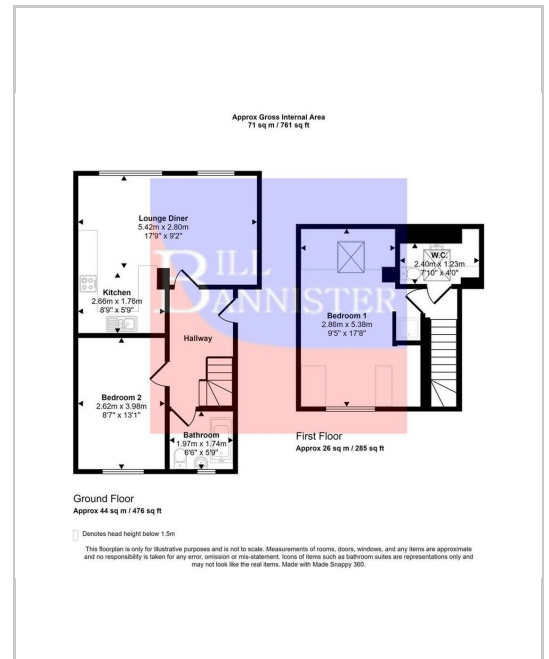 Approx Gross Internal Area
71 sq m / 761 sq ft
Lounge Diner
5.42m x 2.80m
17'9" x 9'2"
Kitchen
2.66m x 1.76m
8'9" x 5'9"
Hallway
Bedroom 2
2.62m x 3.98m
8'7" x 13'1"
Bathroom
1.97m x 1.74m
6'6" x 5'9"
BILL
BANNISTER
W.C.
2.40m x 1.23m
7'10" x 4'0"
Bedroom 1
2.86m x 5.38m
9'5" x 17'8"
First Floor
Approx 26 sq m / 285 sq ft
Ground Floor
Approx 44 sq m / 476 sq ft
Denotes head height below 1.5m
This floorplan is only for illustrative purposes and is not to scale. Measurements of rooms, doors, windows, and any items are approximate
and no responsibility is taken for any error, omission or mis-statement. Icons of items such as bathroom suites are representations only and
may not look like the real items. Made with Made Snappy 360.